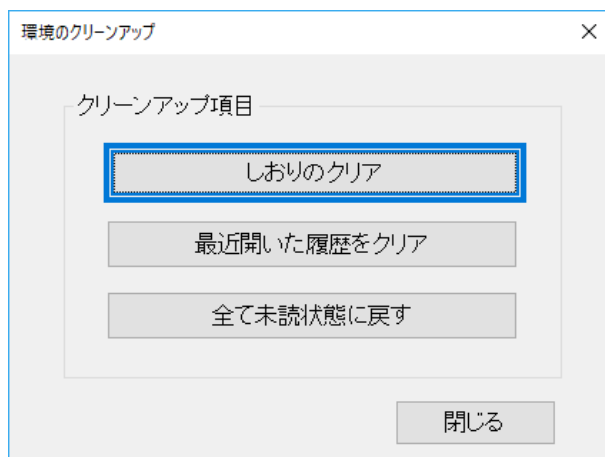 環境のクリーンアップ
クリーンアップ項目
しおりのクリア
最近開いた履歴をクリア
全て未読状態に戻す
閉じる